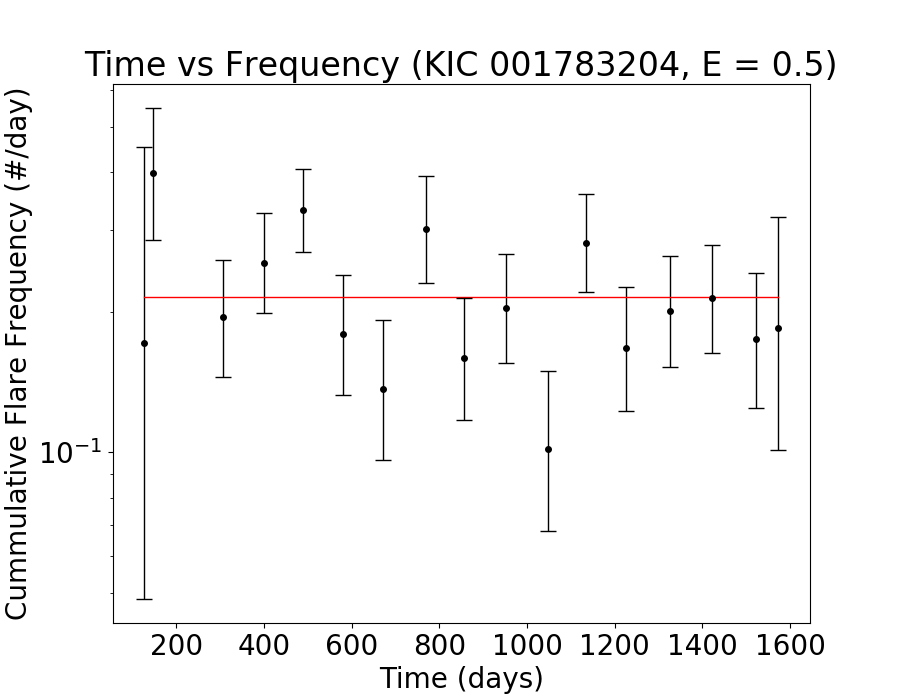 Time vs Frequency (KIC 001783204, E = 0.5)
Cummulative Flare Frequency (#/day)
10⁻¹
200 400 600 800 1000 1200 1400 1600
Time (days)